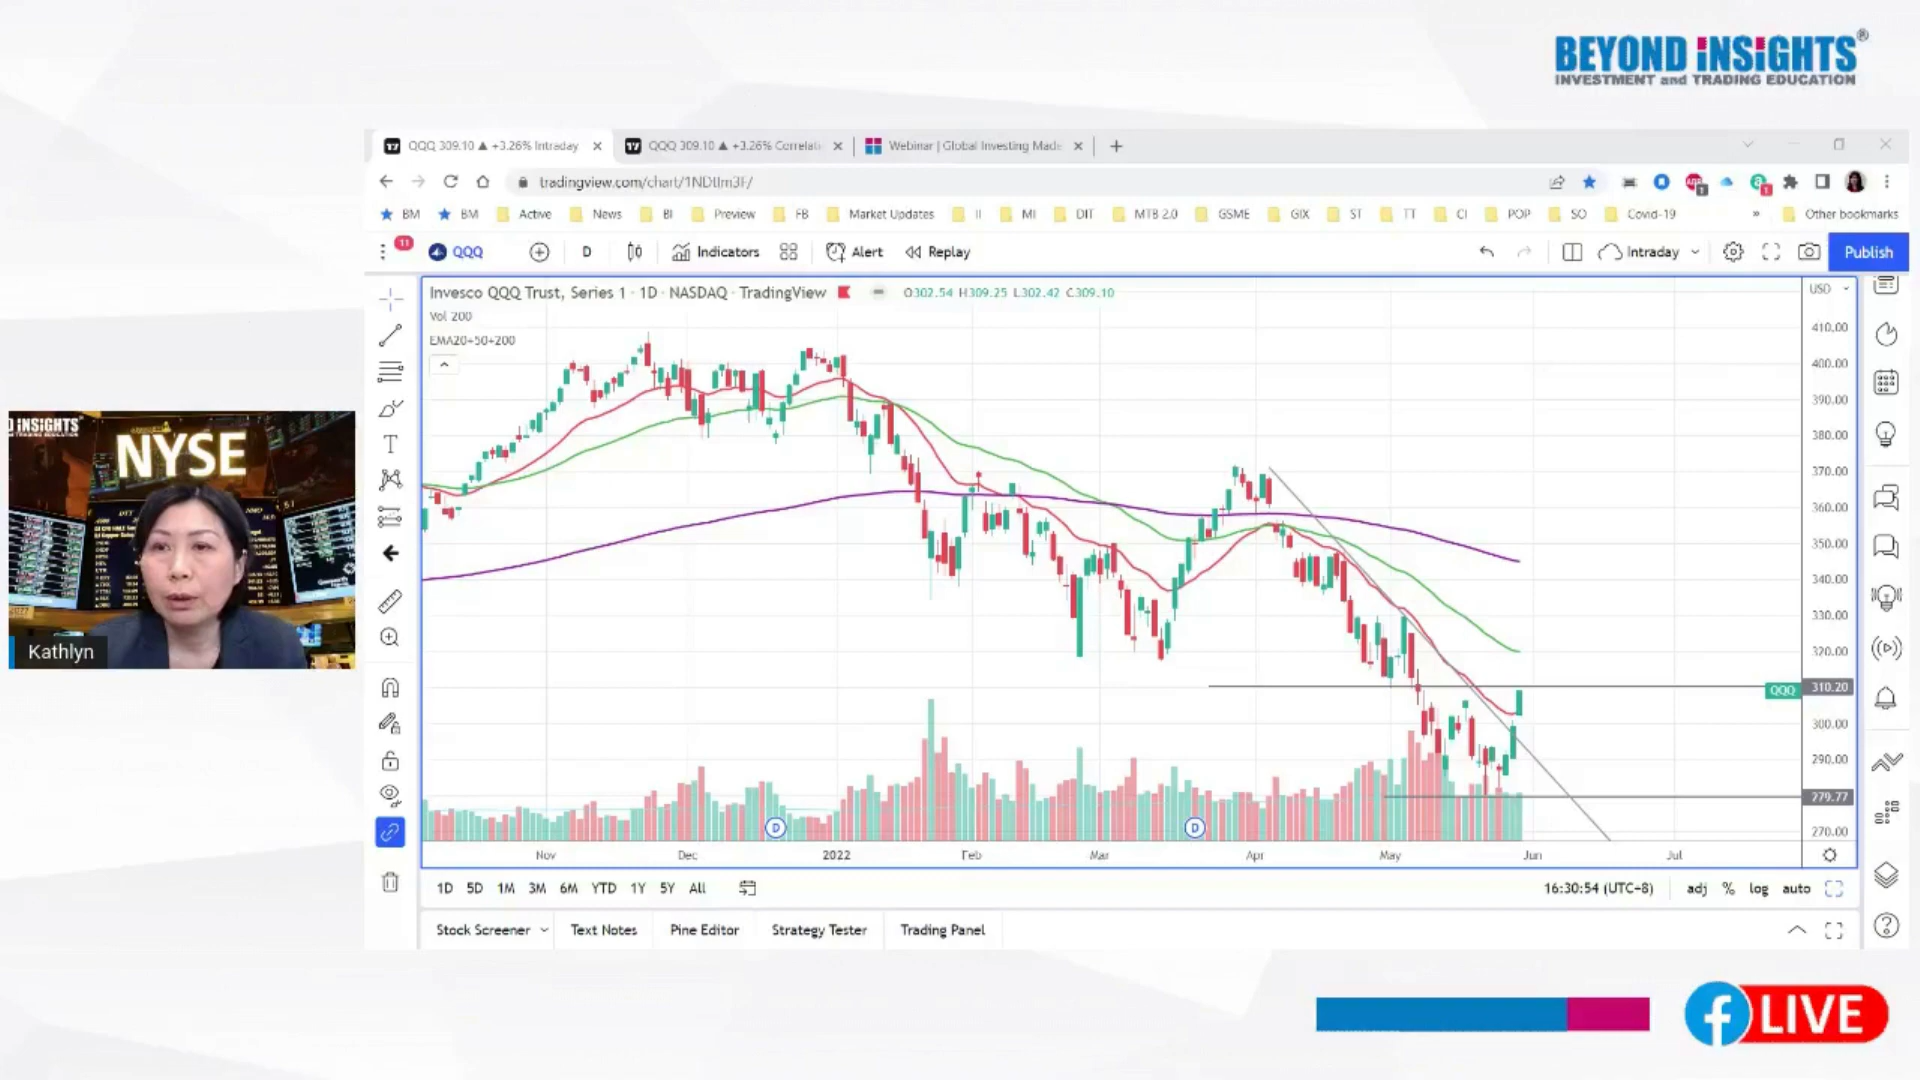 BEYOND iNSiGHTS®
INVESTMENT and TRADING EDUCATION
QQQ 309.10 ▲ +3.26% Intraday
QQQ 309.10 ▲ +3.26% Correlati
Webinar | Global Investing Made
BM
BM
Active
News
BI
Preview
FB
Market Updates
II
MI
DIT
MTB 2.0
GSME
GIX
ST
TT
CI
POP
SO
Covid-19
»
Other bookmarks
11
QQQ
D
Indicators
Alert
Replay
Intraday
Publish
Invesco QQQ Trust, Series 1 · 1D · NASDAQ · TradingView
O302.54 H309.25 L302.42 C309.10
Vol 200
EMA20+50+200
USD
410.00
400.00
390.00
380.00
370.00
360.00
350.00
340.00
330.00
320.00
QQQ 310.20
300.00
290.00
279.77
270.00
D
D
Nov
Dec
2022
Feb
Mar
Apr
May
Jun
Jul
1D 5D 1M 3M 6M YTD 1Y 5Y All
16:30:54 (UTC+8)
adj % log auto
Stock Screener
Text Notes
Pine Editor
Strategy Tester
Trading Panel
D iNSiGHTS
NYSE
Kathlyn
LIVE